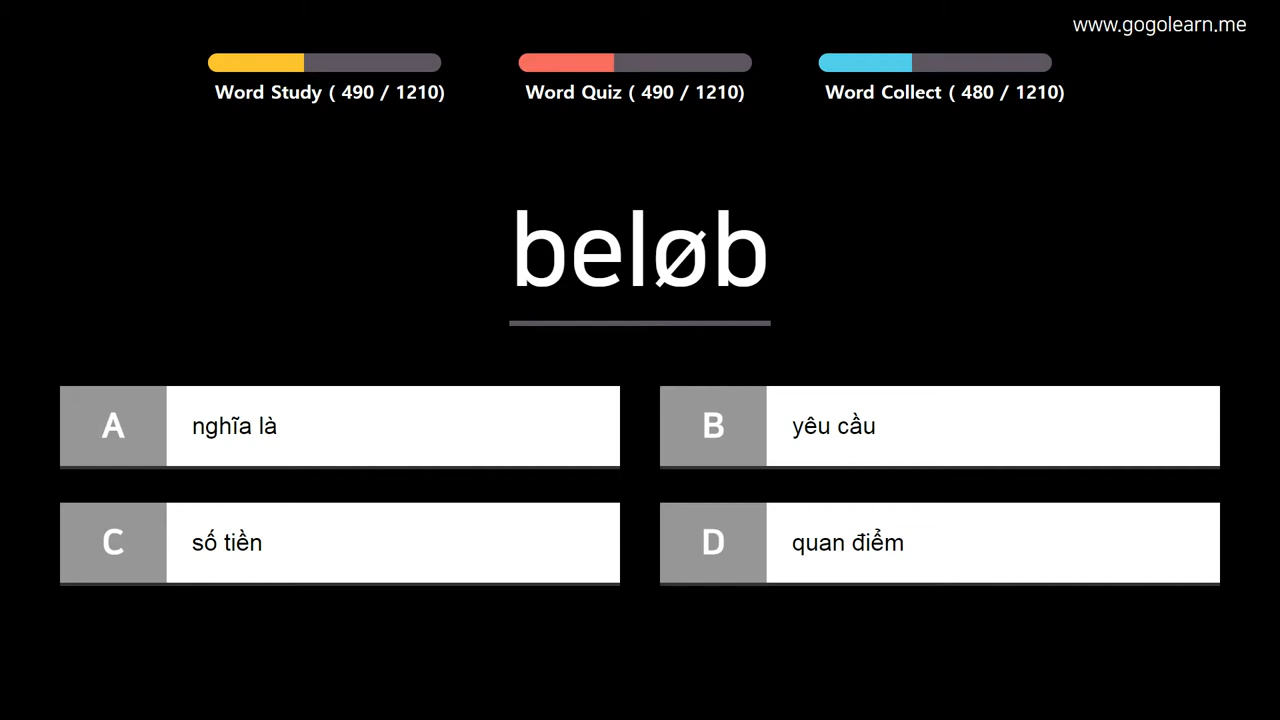 www.gogolearn.me
Word Study ( 490 / 1210)
Word Quiz ( 490 / 1210)
Word Collect ( 480 / 1210)
beløb
A nghĩa là
B yêu cầu
C số tiền
D quan điểm